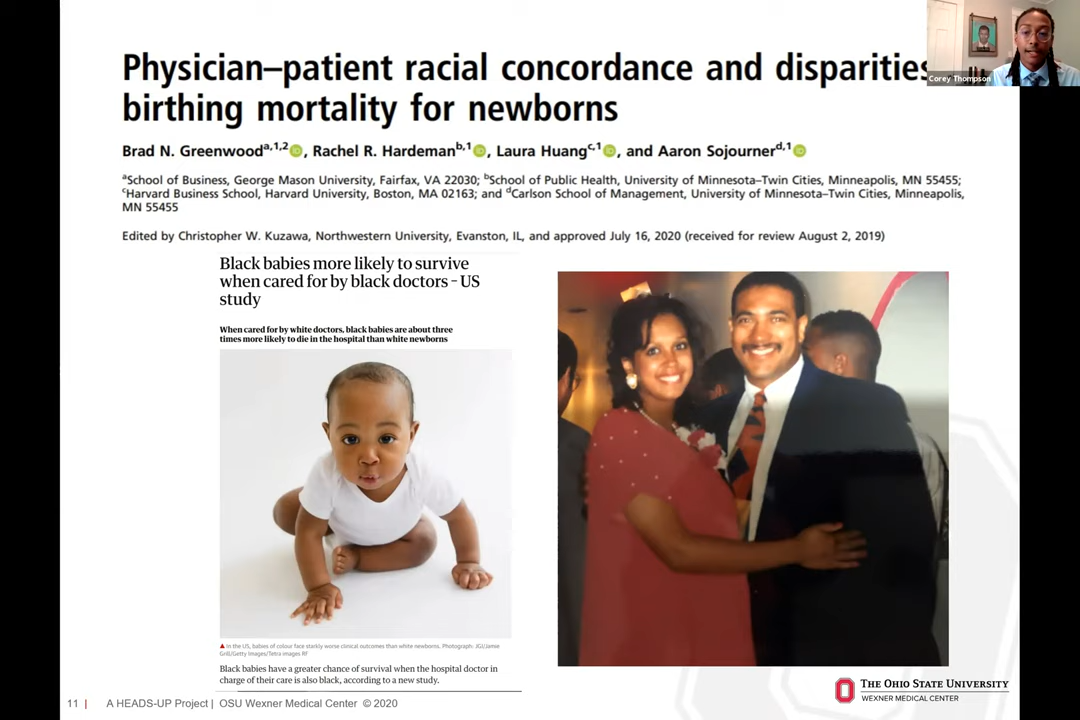 Physician–patient racial concordance and disparities
birthing mortality for newborns
Corey Thompson
Brad N. Greenwooda,1,2, Rachel R. Hardemanb,1, Laura Huangc,1, and Aaron Sojournerd,1
aSchool of Business, George Mason University, Fairfax, VA 22030; bSchool of Public Health, University of Minnesota–Twin Cities, Minneapolis, MN 55455;
cHarvard Business School, Harvard University, Boston, MA 02163; and dCarlson School of Management, University of Minnesota–Twin Cities, Minneapolis,
MN 55455
Edited by Christopher W. Kuzawa, Northwestern University, Evanston, IL, and approved July 16, 2020 (received for review August 2, 2019)
Black babies more likely to survive
when cared for by black doctors – US
study
When cared for by white doctors, black babies are about three
times more likely to die in the hospital than white newborns
▲ In the US, babies of colour face starkly worse clinical outcomes than white newborns. Photograph: JGI/Jamie
Grill/Getty Images/Tetra images RF
Black babies have a greater chance of survival when the hospital doctor in
charge of their care is also black, according to a new study.
THE OHIO STATE UNIVERSITY
WEXNER MEDICAL CENTER
11 | A HEADS-UP Project | OSU Wexner Medical Center © 2020